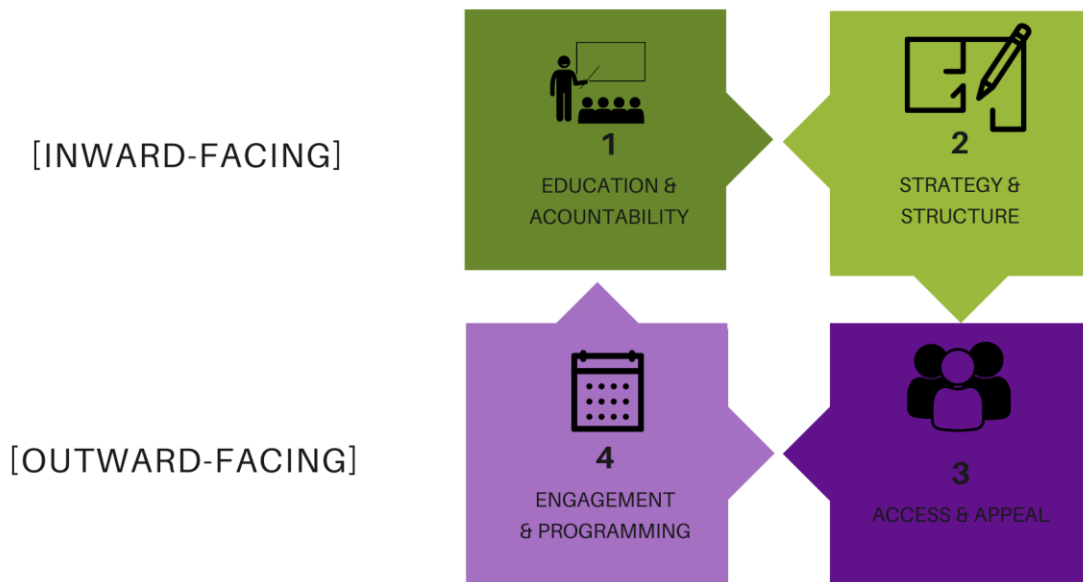 [INWARD-FACING]
1
EDUCATION &
ACOUNTABILITY
2
STRATEGY &
STRUCTURE
[OUTWARD-FACING]
4
ENGAGEMENT
& PROGRAMMING
3
ACCESS & APPEAL